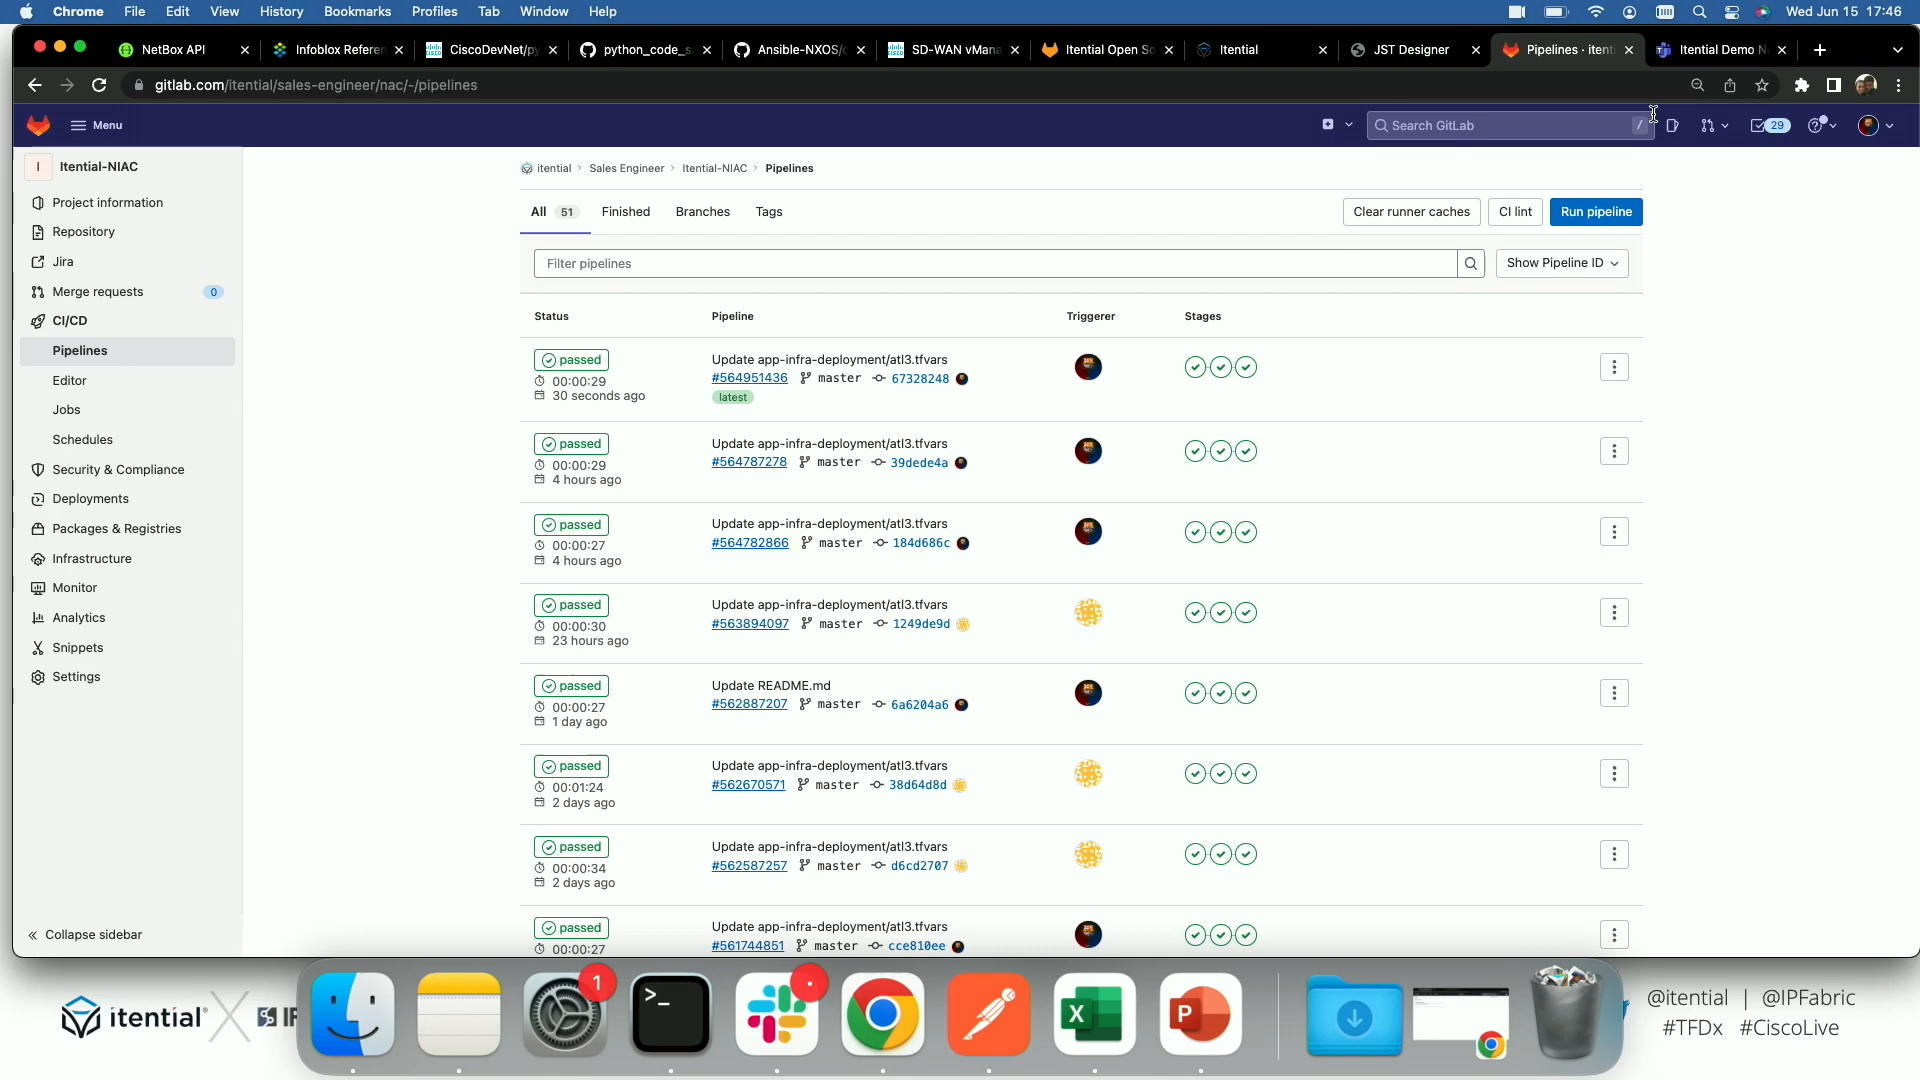 Chrome File Edit View History Bookmarks Profiles Tab Window Help Wed Jun 15 17:46
NetBox API Infoblox Referen CiscoDevNet/py python_code_s Ansible-NXOS/ SD-WAN vMana Itential Open So Itential JST Designer Pipelines · itenti Itential Demo N
gitlab.com/itential/sales-engineer/nac/-/pipelines
Menu Search GitLab / 29
I Itential-NIAC
Project information
Repository
Jira
Merge requests 0
CI/CD
Pipelines
Editor
Jobs
Schedules
Security & Compliance
Deployments
Packages & Registries
Infrastructure
Monitor
Analytics
Snippets
Settings
Collapse sidebar
itential › Sales Engineer › Itential-NIAC › Pipelines
All 51 Finished Branches Tags Clear runner caches CI lint Run pipeline
Filter pipelines Show Pipeline ID
Status Pipeline Triggerer Stages
passed Update app-infra-deployment/atl3.tfvars
00:00:29 #564951436 master 67328248
30 seconds ago latest
passed Update app-infra-deployment/atl3.tfvars
00:00:29 #564787278 master 39dede4a
4 hours ago
passed Update app-infra-deployment/atl3.tfvars
00:00:27 #564782866 master 184d686c
4 hours ago
passed Update app-infra-deployment/atl3.tfvars
00:00:30 #563894097 master 1249de9d
23 hours ago
passed Update README.md
00:00:27 #562887207 master 6a6204a6
1 day ago
passed Update app-infra-deployment/atl3.tfvars
00:01:24 #562670571 master 38d64d8d
2 days ago
passed Update app-infra-deployment/atl3.tfvars
00:00:34 #562587257 master d6cd2707
2 days ago
passed Update app-infra-deployment/atl3.tfvars
00:00:27 #561744851 master cce810ee
1
>_
X
P
itential
@itential | @IPFabric
#TFDx #CiscoLive